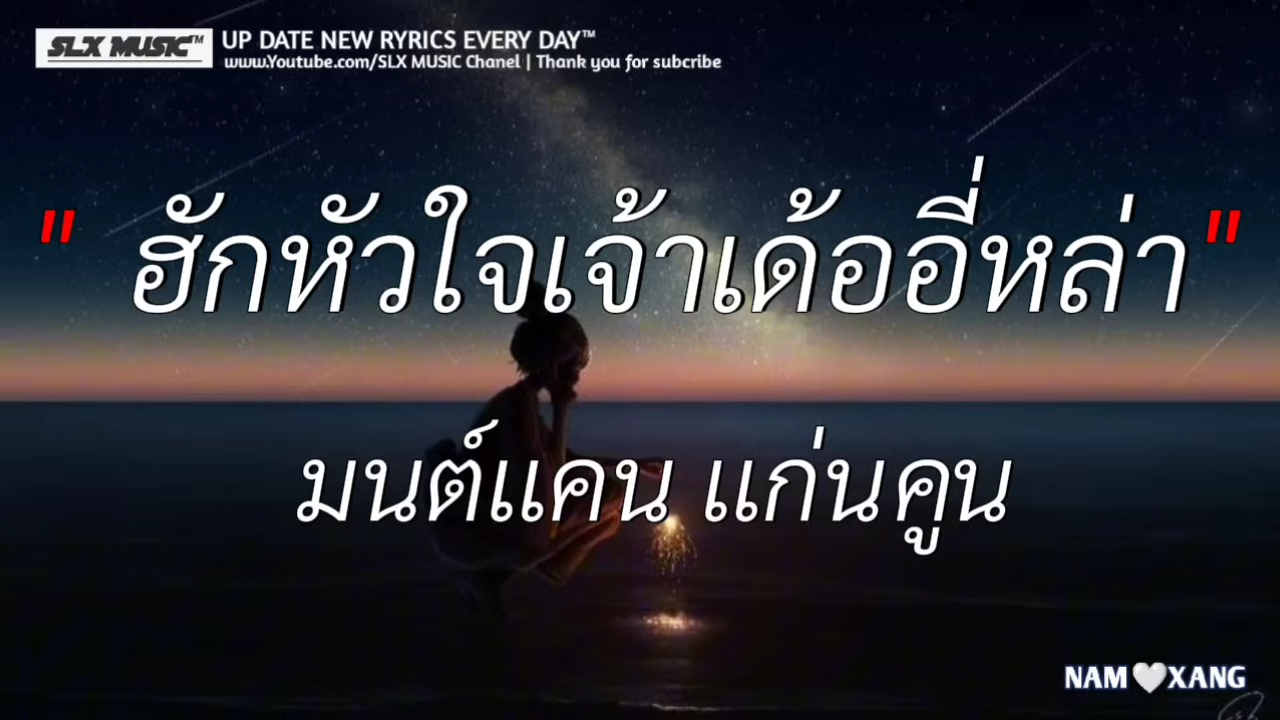 SLX MUSIC™
UP DATE NEW RYRICS EVERY DAY™
www.Youtube.com/SLX MUSIC Chanel | Thank you for subcribe
" ฮักหัวใจเจ้าเด้ออี่หล่า"
มนต์แคน แก่นคูน
NAM🤍XANG